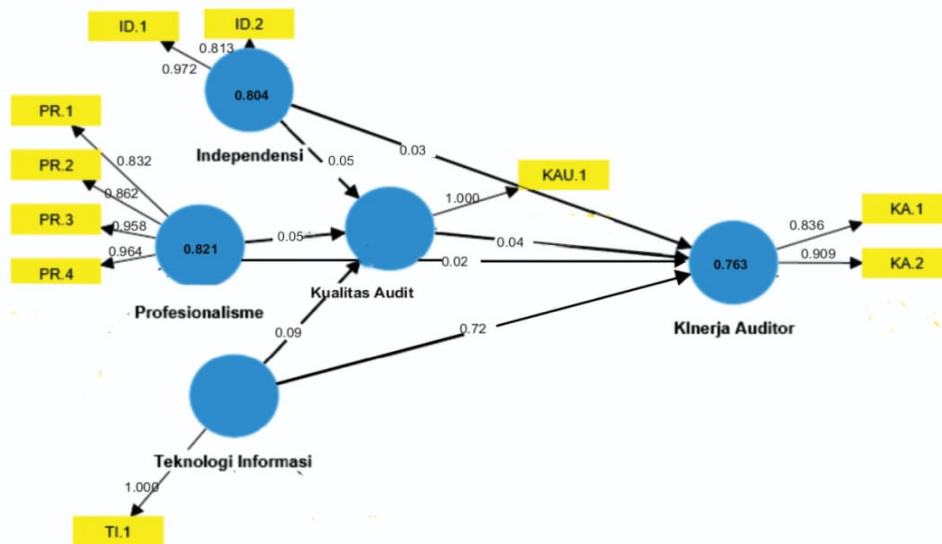 ID.1
ID.2
0.813
0.972
0.804
Independensi
PR.1
PR.2
PR.3
PR.4
0.832
0.862
0.958
0.964
0.821
Profesionalisme
0.05
0.05
0.09
Kualitas Audit
1.000
KAU.1
0.03
0.04
0.02
0.72
0.763
KInerja Auditor
0.836
KA.1
0.909
KA.2
Teknologi Informasi
1.000
TI.1